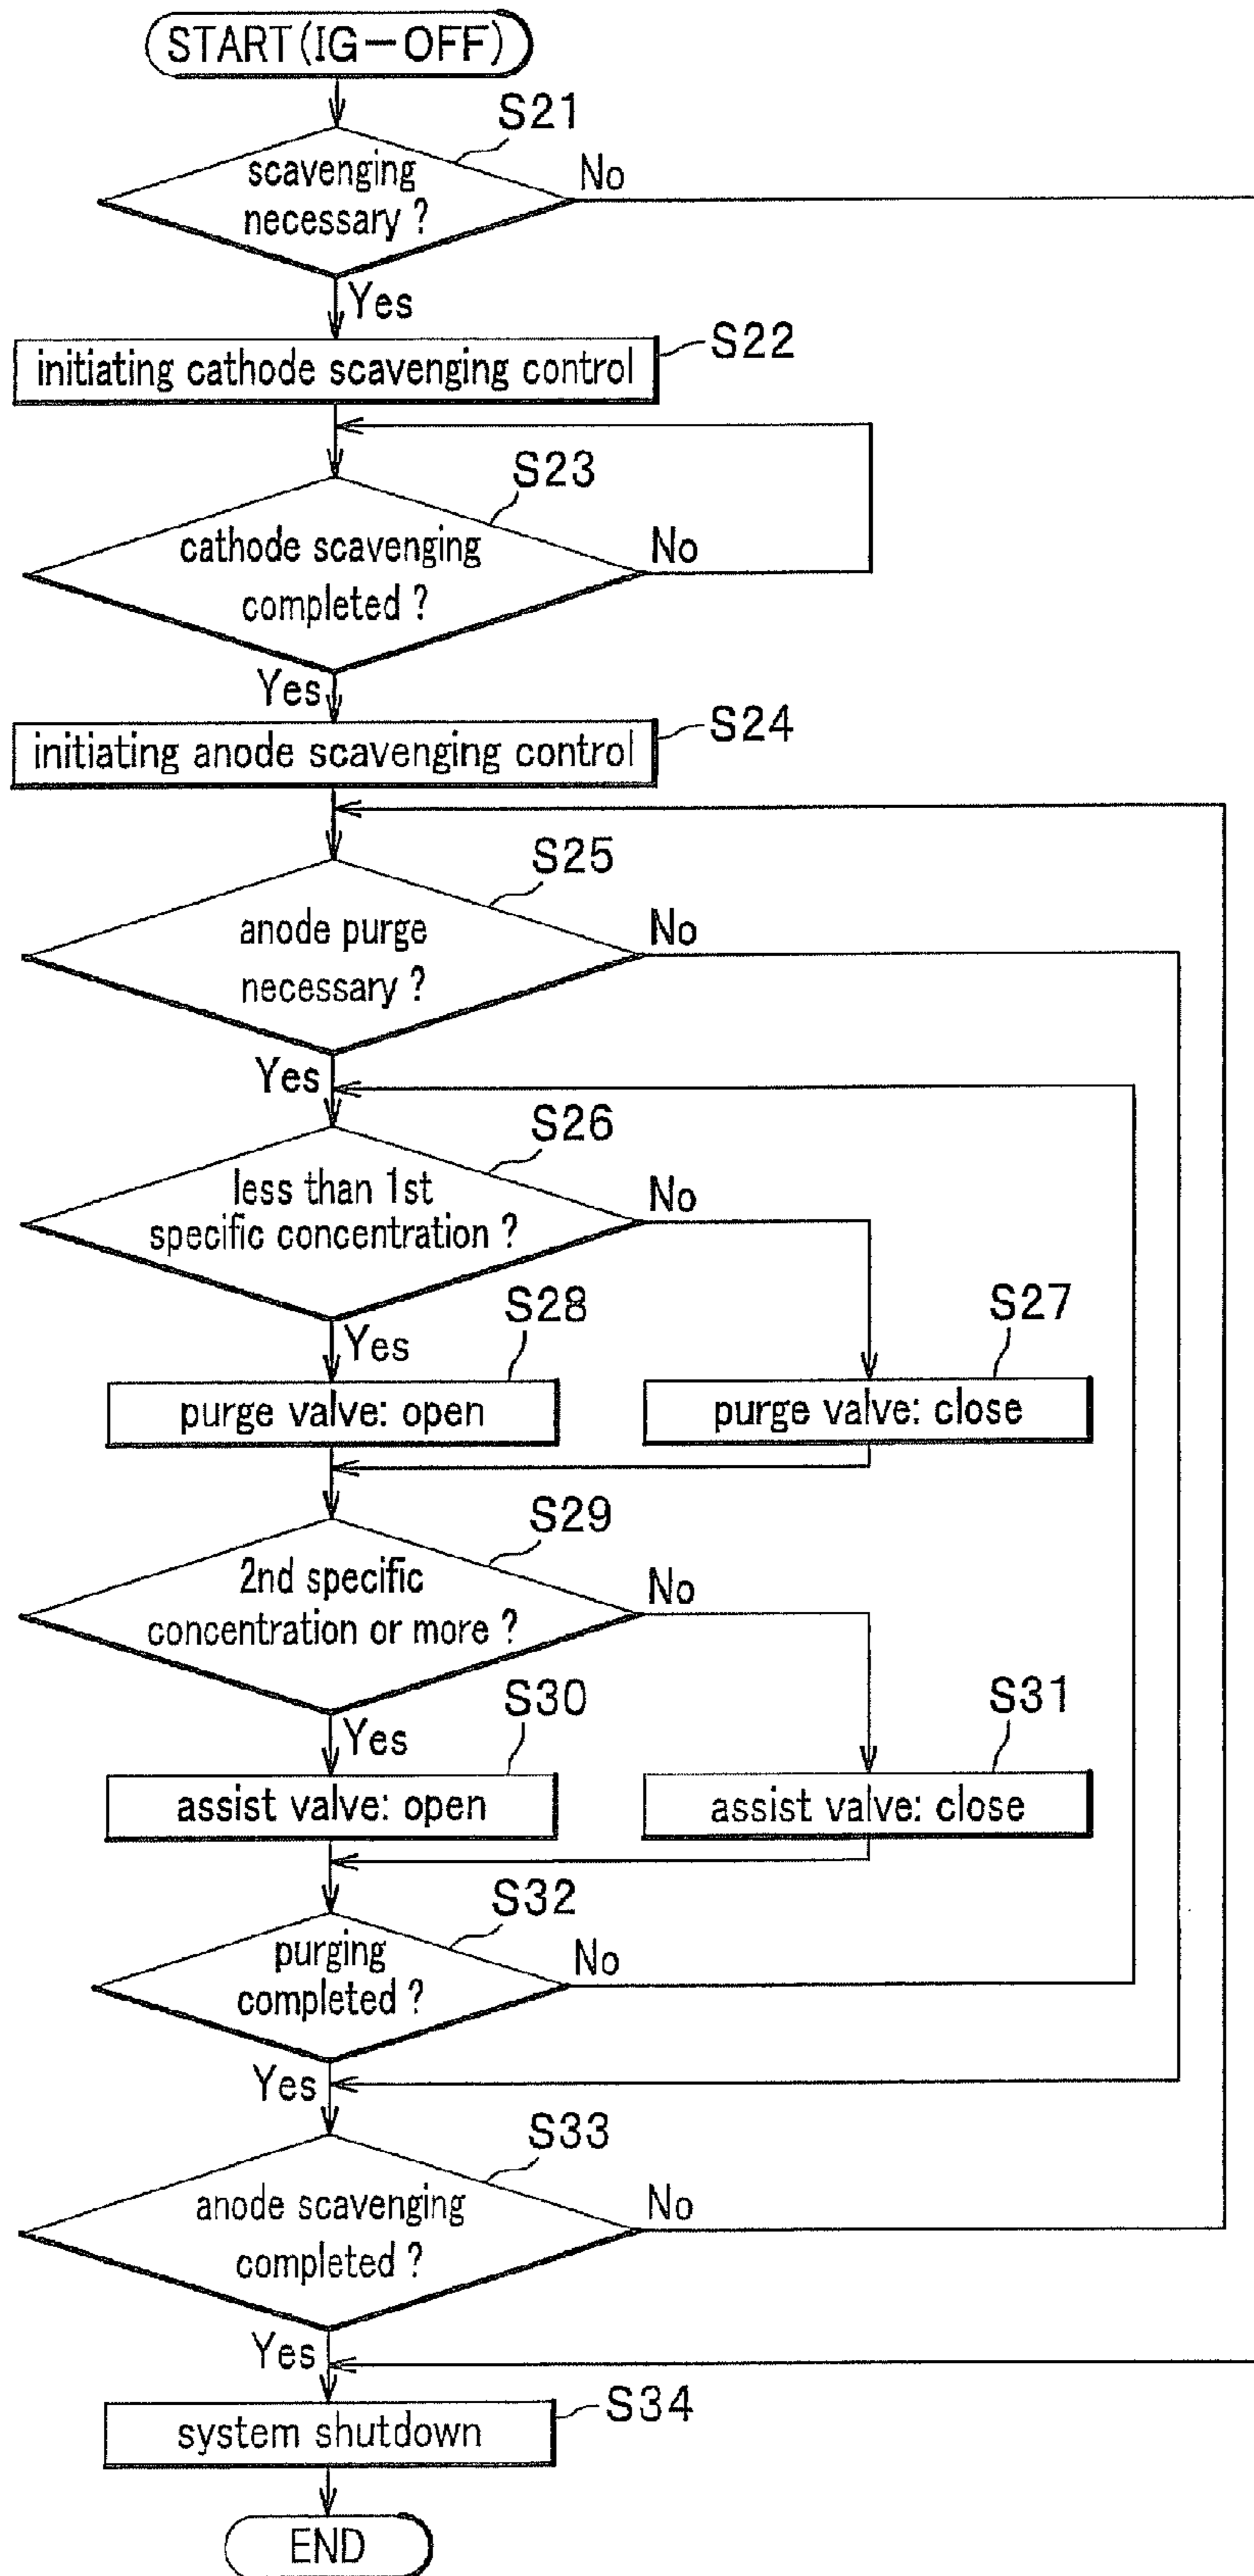 START(IG-OFF)
S21
scavenging
necessary ?
No
Yes
S22
initiating cathode scavenging control
S23
cathode scavenging
completed ?
No
Yes
S24
initiating anode scavenging control
S25
anode purge
necessary ?
No
Yes
S26
less than 1st
specific concentration ?
No
S28
S27
Yes
purge valve: open
purge valve: close
S29
2nd specific
concentration or more ?
No
S30
S31
Yes
assist valve: open
assist valve: close
S32
purging
completed ?
No
Yes
S33
anode scavenging
completed ?
No
Yes
S34
system shutdown
END